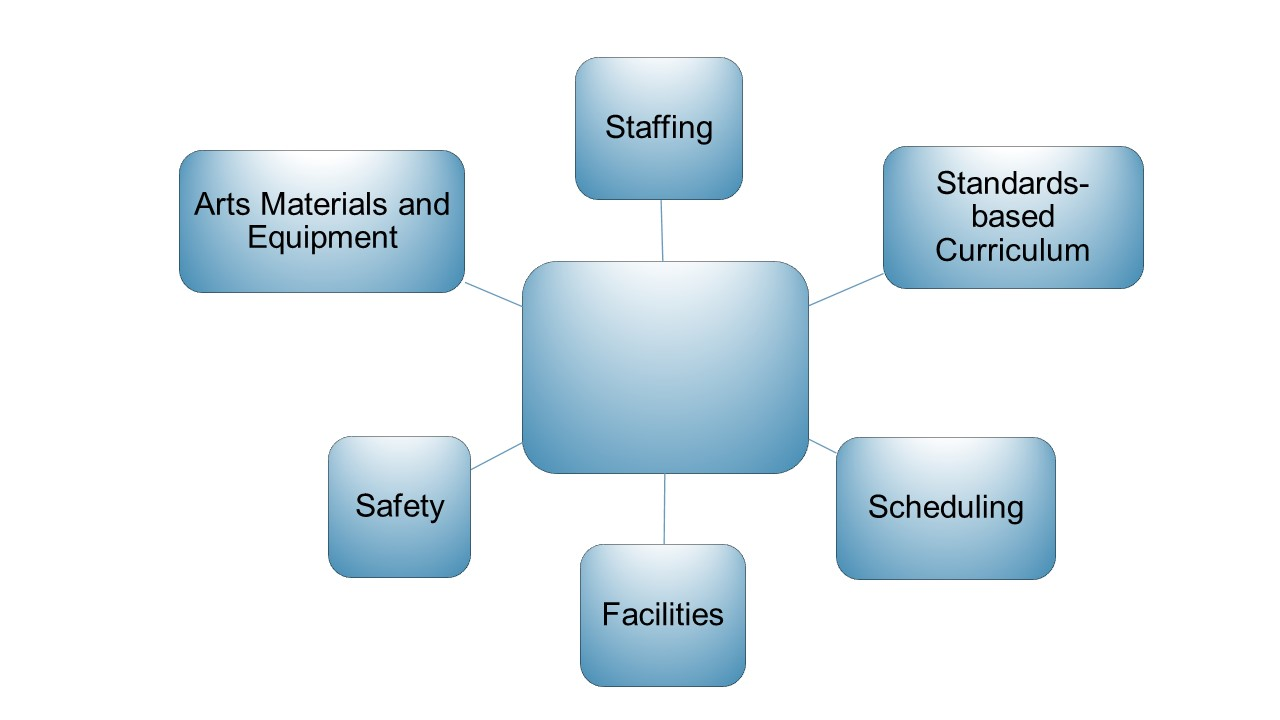 Staffing
Arts Materials and
Equipment
Standards-
based
Curriculum
Safety
Scheduling
Facilities